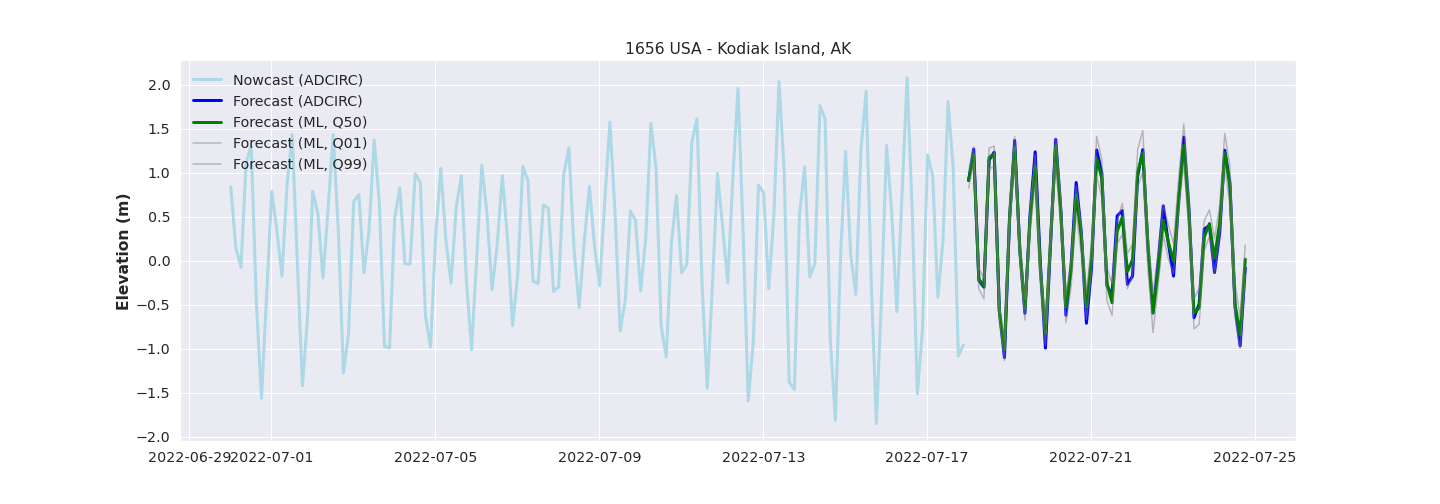 1656 USA - Kodiak Island, AK
Nowcast (ADCIRC)
Forecast (ADCIRC)
Forecast (ML, Q50)
Forecast (ML, Q01)
Forecast (ML, Q99)
Elevation (m)
2.0
1.5
1.0
0.5
0.0
−0.5
−1.0
−1.5
−2.0
2022-06-29 2022-07-01 2022-07-05 2022-07-09 2022-07-13 2022-07-17 2022-07-21 2022-07-25